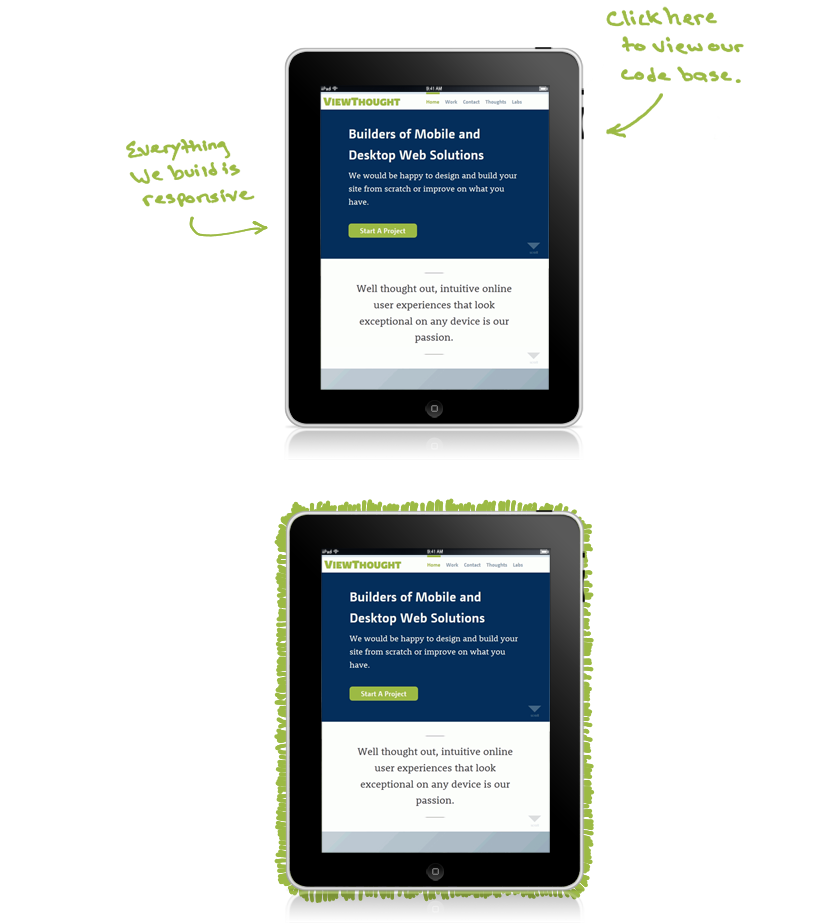 Click here
to view our
code base.
Everything
We build is
responsive
iPad 9:41 AM
VIEWTHOUGHT Home Work Contact Thoughts Labs
Builders of Mobile and
Desktop Web Solutions
We would be happy to design and build your
site from scratch or improve on what you
have.
Start A Project
Well thought out, intuitive online
user experiences that look
exceptional on any device is our
passion.
iPad 9:41 AM
VIEWTHOUGHT Home Work Contact Thoughts Labs
Builders of Mobile and
Desktop Web Solutions
We would be happy to design and build your
site from scratch or improve on what you
have.
Start A Project
Well thought out, intuitive online
user experiences that look
exceptional on any device is our
passion.